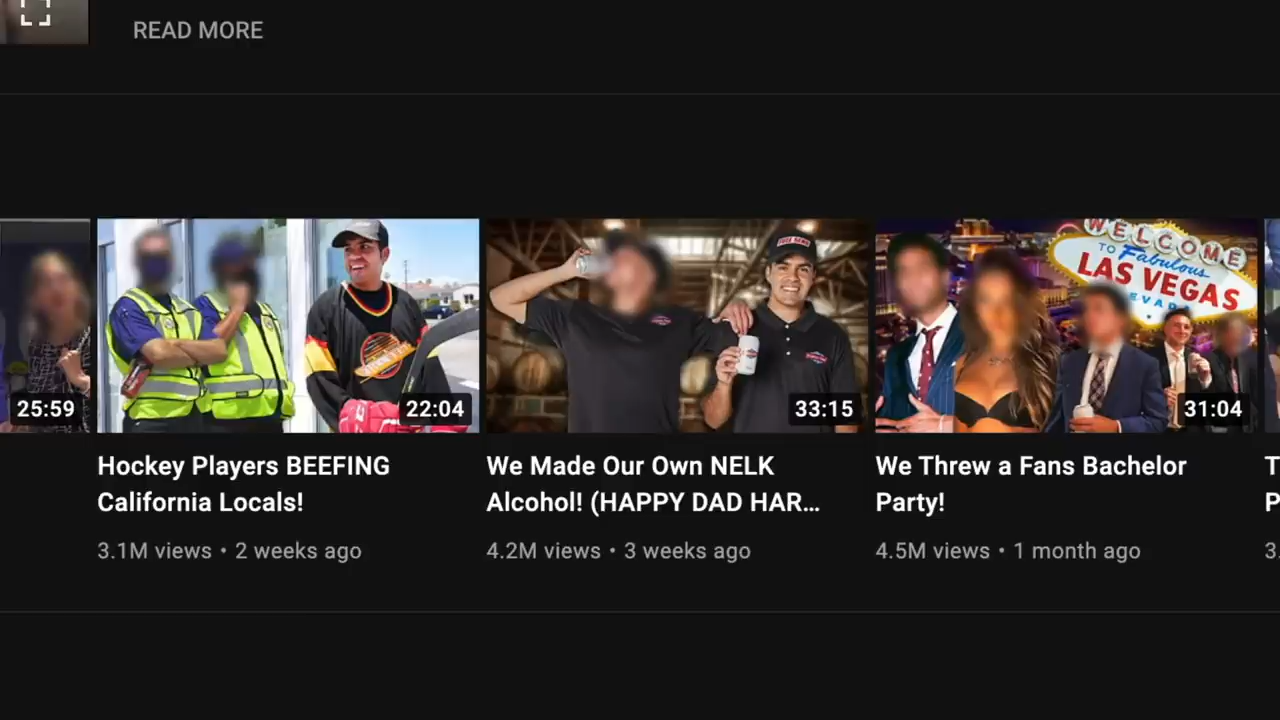 READ MORE
WELCOME
TO Fabulous
LAS VEGAS
25:59
22:04
33:15
31:04
Hockey Players BEEFING
California Locals!
We Made Our Own NELK
Alcohol! (HAPPY DAD HAR…
We Threw a Fans Bachelor
Party!
3.1M views • 2 weeks ago
4.2M views • 3 weeks ago
4.5M views • 1 month ago
T
P
3.